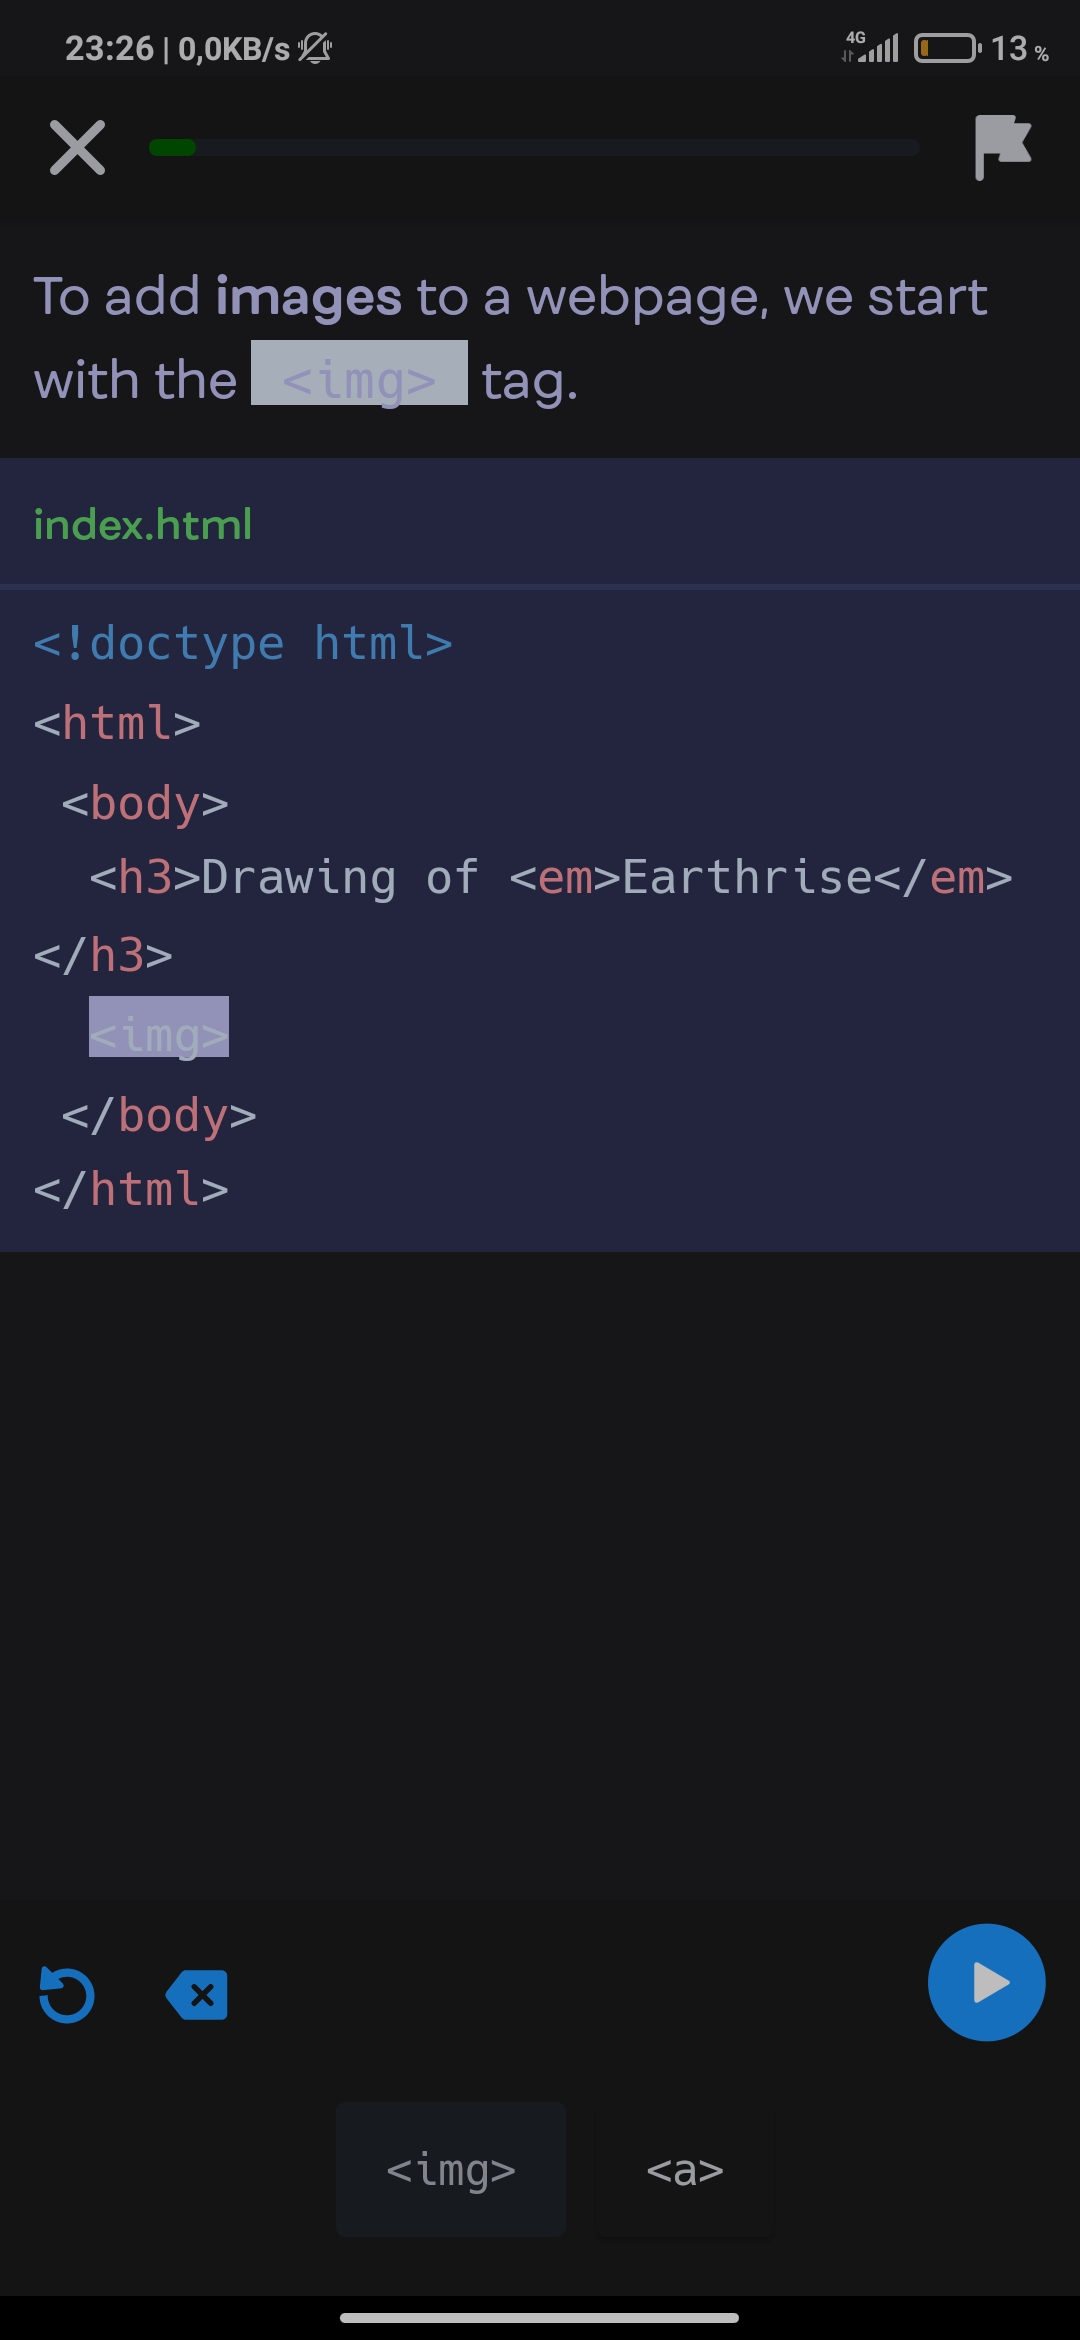 23:26 | 0,0KB/s 4G 13 %
To add images to a webpage, we start
with the <img> tag.
index.html
<!doctype html>
<html>
<body>
<h3>Drawing of <em>Earthrise</em>
</h3>
<img>
</body>
</html>
<img> <a>